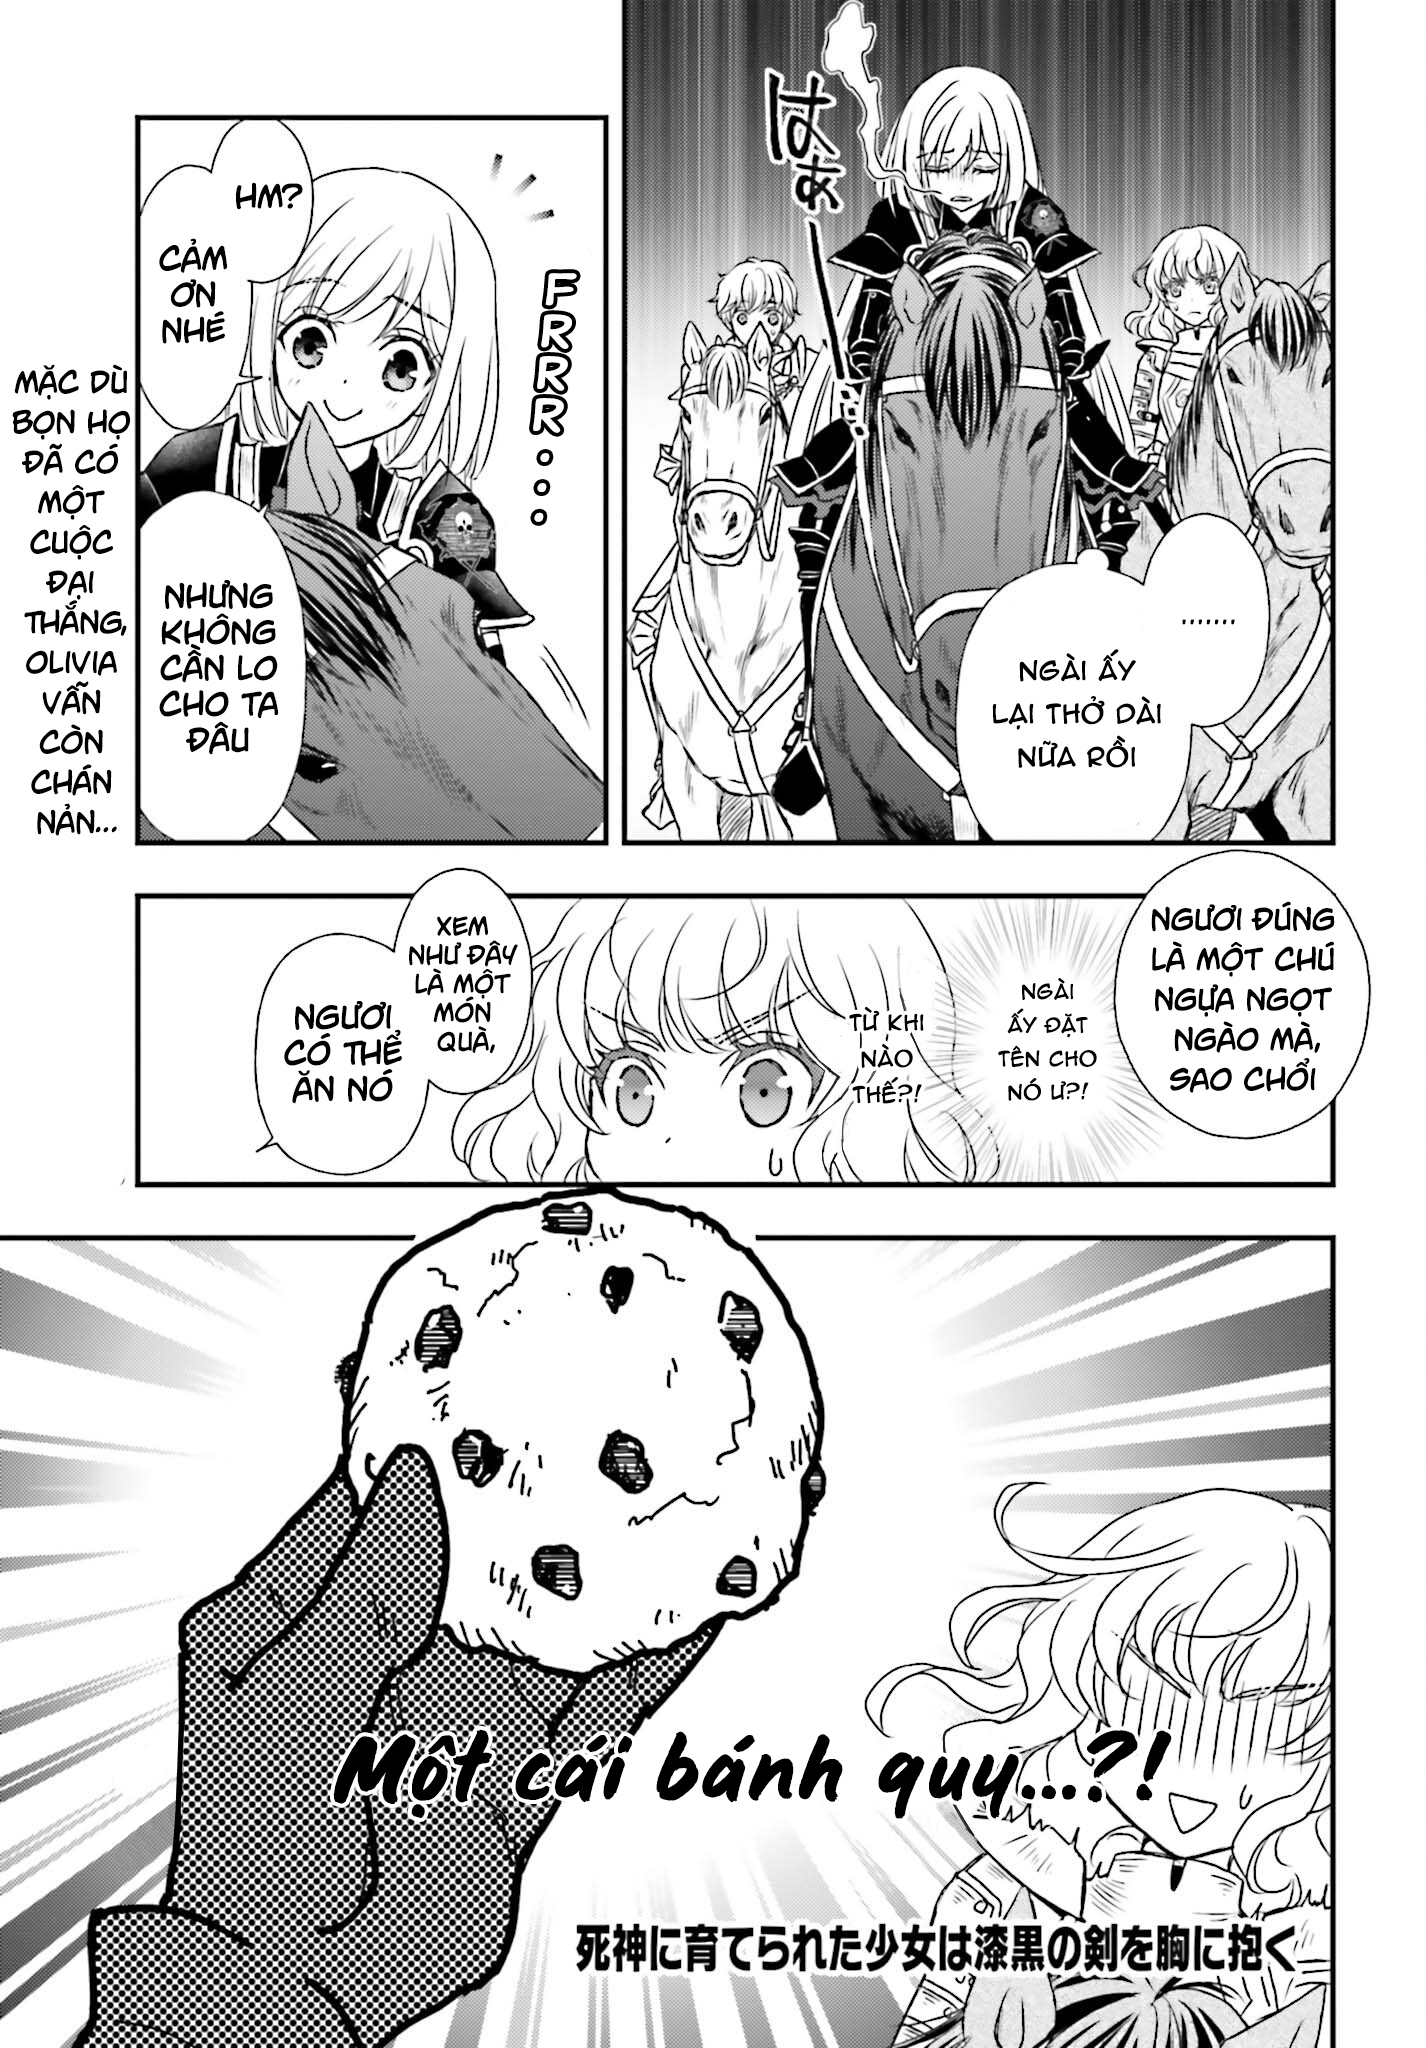 はぁ
.......
NGÀI ẤY
LẠI THỞ DÀI
NỮA RỒI
FRRR...
HM?
CẢM
ƠN
NHÉ
NHƯNG
KHÔNG
CẦN LO
CHO TA
ĐÂU
MẶC DÙ
BỌN HỌ
ĐÃ CÓ
MỘT
CUỘC
ĐẠI
THẮNG,
OLIVIA
VẪN
CÒN
CHÁN
NẢN...
NGƯƠI ĐÚNG
LÀ MỘT CHÚ
NGỰA NGỌT
NGÀO MÀ,
SAO CHỔI
NGÀI
ẤY ĐẶT
TÊN CHO
NÓ Ư?!
TỪ KHI
NÀO
THẾ?!
XEM
NHƯ ĐÂY
LÀ MỘT
MÓN
QUÀ,
NGƯƠI
CÓ THỂ
ĂN NÓ
Một cái bánh quy...?!
死神に育てられた少女は漆黒の剣を胸に抱く